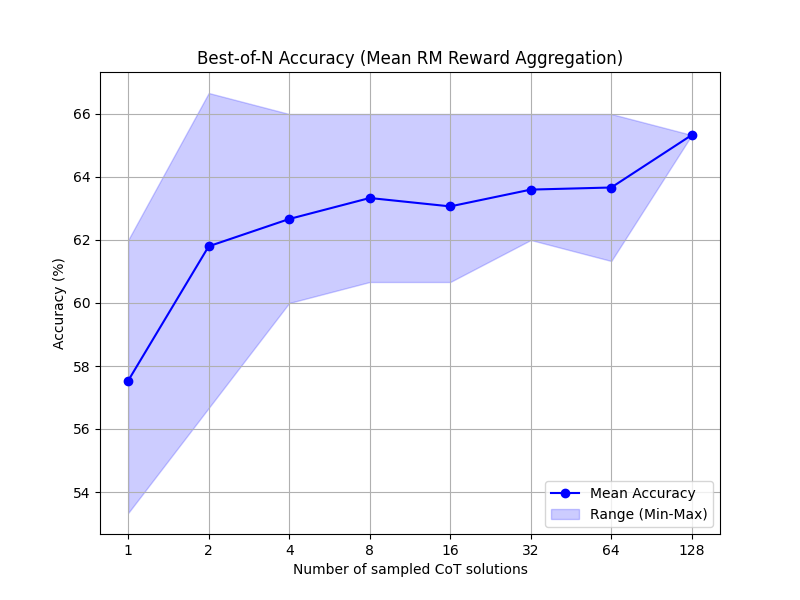 Best-of-N Accuracy (Mean RM Reward Aggregation)
Accuracy (%)
66
64
62
60
58
56
54
1 2 4 8 16 32 64 128
Number of sampled CoT solutions
Mean Accuracy
Range (Min-Max)